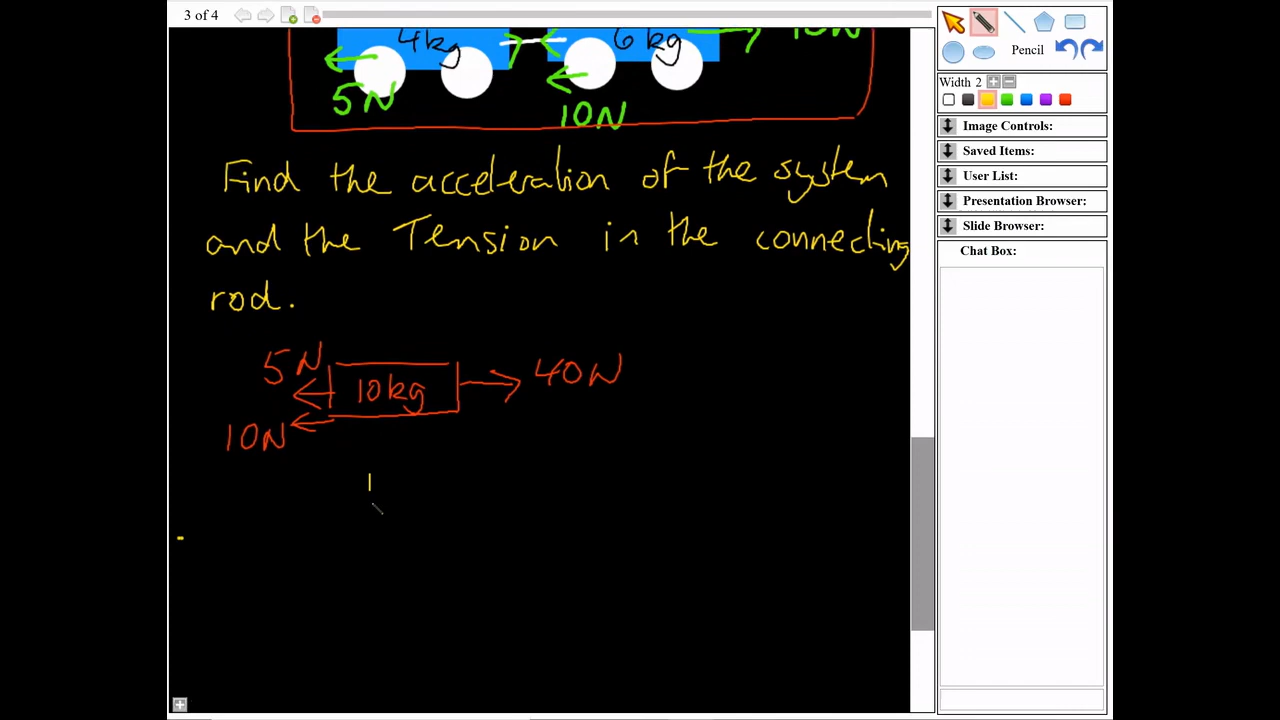 3 of 4
4kg
6 kg
5N
10N
Find the acceleration of the system
and the Tension in the connecting
rod.
5N
10kg
40N
10N
Pencil
Width 2
Image Controls:
Saved Items:
User List:
Presentation Browser:
Slide Browser:
Chat Box: